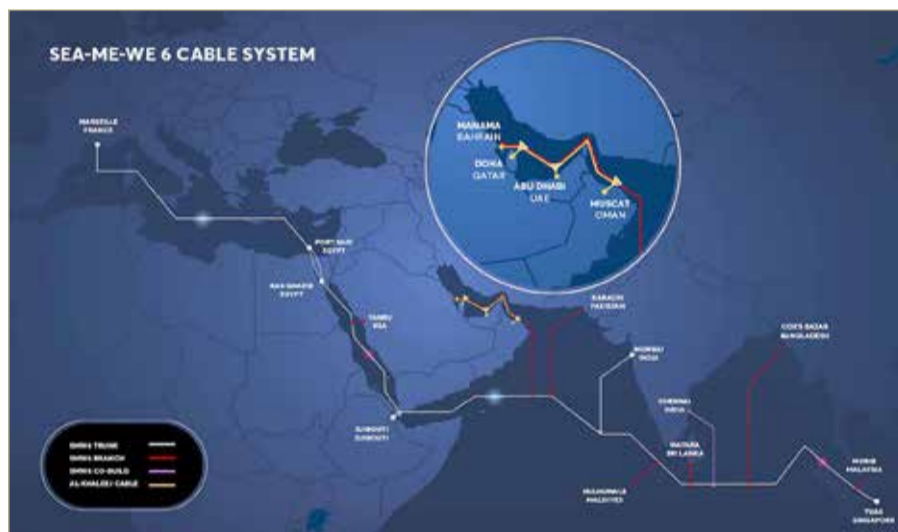 SEA-ME-WE 6 CABLE SYSTEM
MARSEILLE
FRANCE
MANAMA
BAHRAIN
DOHA
QATAR
ABU DHABI
UAE
MUSCAT
OMAN
PORT SAID
EGYPT
RAS GHAREB
EGYPT
YANBU
KSA
KARACHI
PAKISTAN
MUMBAI
INDIA
COX'S BAZAR
BANGLADESH
CHENNAI
INDIA
DJIBOUTI
DJIBOUTI
MATARA
SRI LANKA
HULHUMALE
MALDIVES
MORIB
MALAYSIA
TUAS
SINGAPORE
SMW6 TRUNK
SMW6 BRANCH
SMW6 CO-BUILD
AL-KHALEEJ CABLE